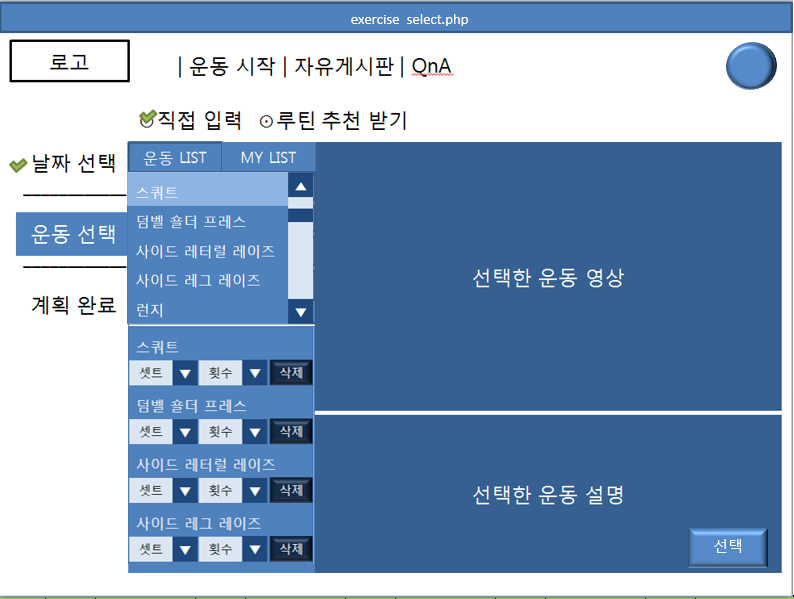 exercise select.php
로고
| 운동 시작 | 자유게시판 | QnA
직접 입력 루틴 추천 받기
날짜 선택
운동 선택
계획 완료
운동 LIST MY LIST
스쿼트
덤벨 숄더 프레스
사이드 레터럴 레이즈
사이드 레그 레이즈
런지
스쿼트
셋트 횟수 삭제
덤벨 숄더 프레스
셋트 횟수 삭제
사이드 레터럴 레이즈
셋트 횟수 삭제
사이드 레그 레이즈
셋트 횟수 삭제
선택한 운동 영상
선택한 운동 설명
선택